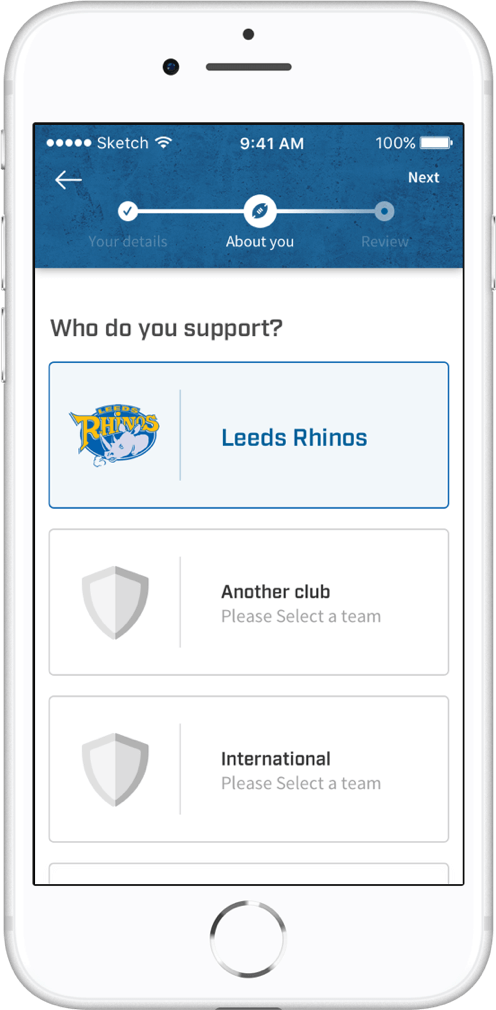 Sketch 9:41 AM 100%
Next
Your details About you Review
Who do you support?
LEEDS
RHINOS
Leeds Rhinos
Another club
Please Select a team
International
Please Select a team